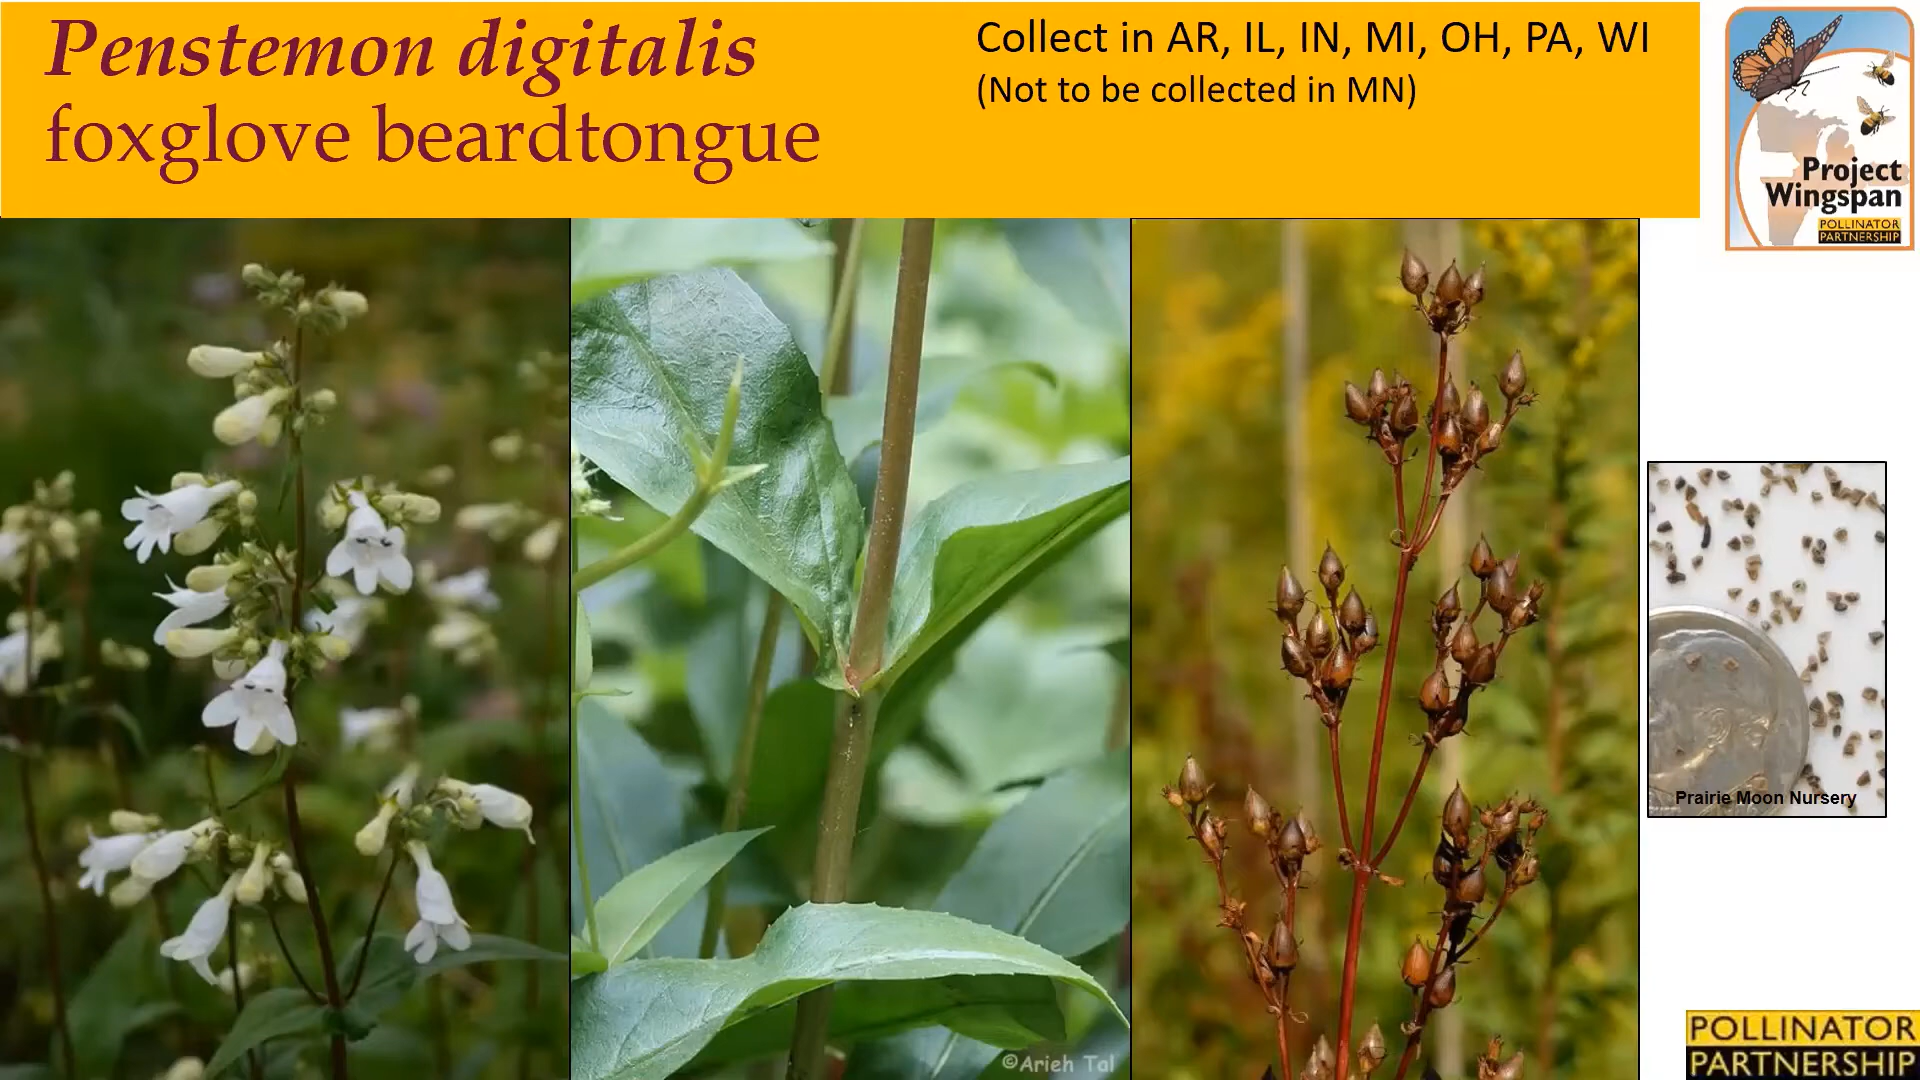 Penstemon digitalis
foxglove beardtongue
Collect in AR, IL, IN, MI, OH, PA, WI
(Not to be collected in MN)
Project
Wingspan
POLLINATOR
PARTNERSHIP
©Arieh Tal
Prairie Moon Nursery
POLLINATOR
PARTNERSHIP